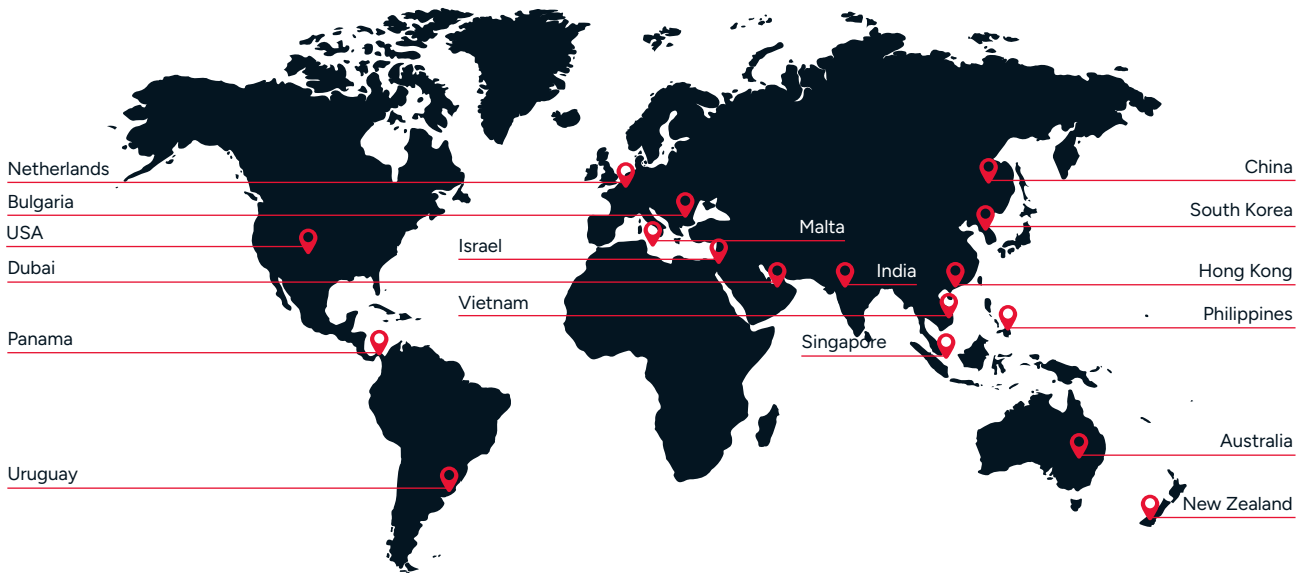 Netherlands
Bulgaria
USA
Dubai
Panama
Uruguay
Israel
Vietnam
Malta
India
Singapore
China
South Korea
Hong Kong
Philippines
Australia
New Zealand